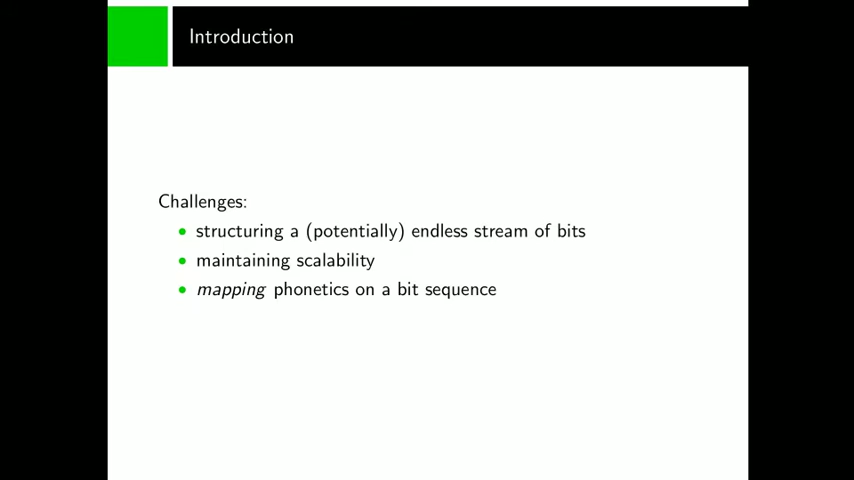 Introduction
Challenges:
• structuring a (potentially) endless stream of bits
• maintaining scalability
• mapping phonetics on a bit sequence